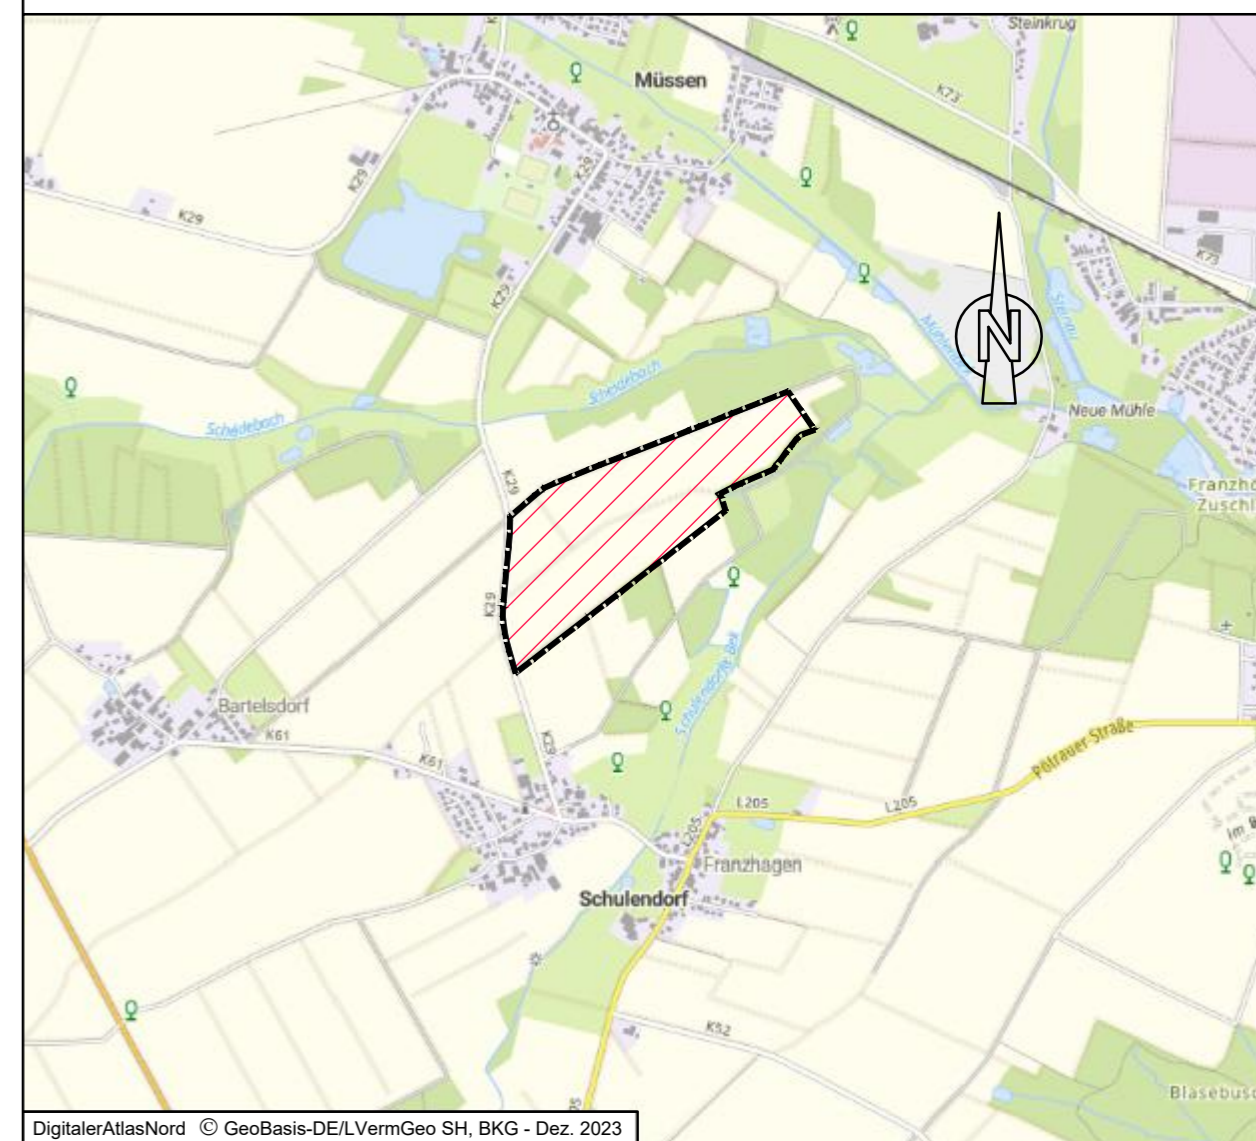 Steinkrug
Müssen
K73
K29
K29
K29
K29
K73
Steinau
Schedebach
Neue Mühle
Schedebach
K29
Franzhö
Zuschl
K29
Schulendorfer Bek
Bartelsdorf
K61
K29
K61
Pötrauer Straße
L205
L205
L205
im B
Franzhagen
Schulendorf
K52
Blasebusc
N
DigitalerAtlasNord © GeoBasis-DE/LVermGeo SH, BKG - Dez. 2023